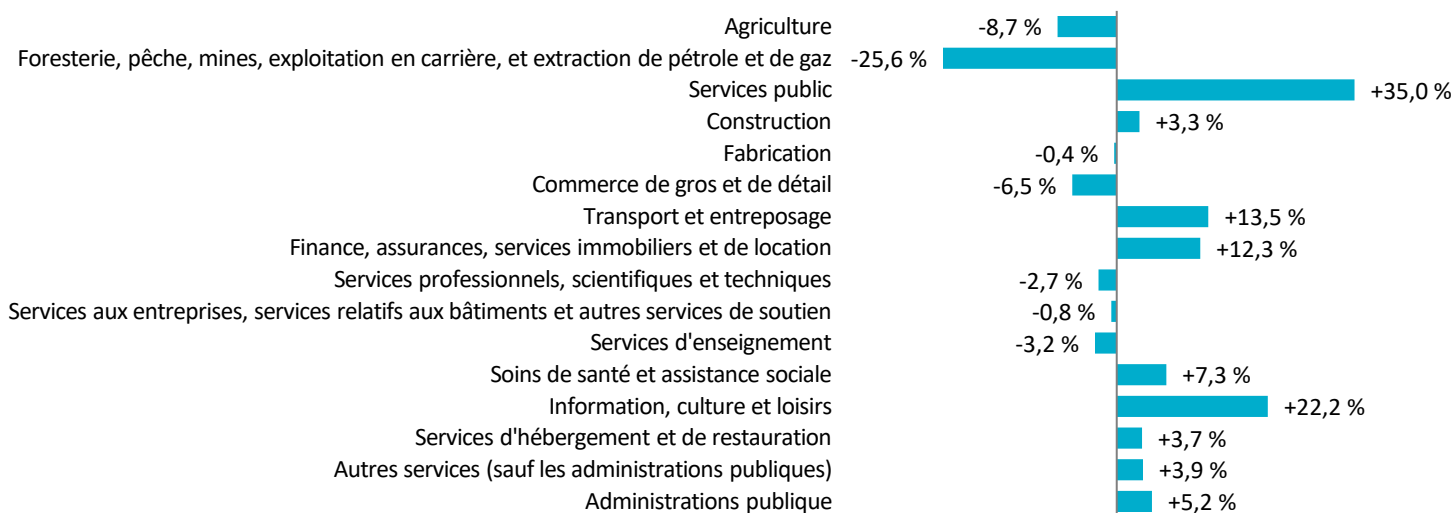 Agriculture -8,7 %
Foresterie, pêche, mines, exploitation en carrière, et extraction de pétrole et de gaz -25,6 %
Services public +35,0 %
Construction +3,3 %
Fabrication -0,4 %
Commerce de gros et de détail -6,5 %
Transport et entreposage +13,5 %
Finance, assurances, services immobiliers et de location +12,3 %
Services professionnels, scientifiques et techniques -2,7 %
Services aux entreprises, services relatifs aux bâtiments et autres services de soutien -0,8 %
Services d'enseignement -3,2 %
Soins de santé et assistance sociale +7,3 %
Information, culture et loisirs +22,2 %
Services d'hébergement et de restauration +3,7 %
Autres services (sauf les administrations publiques) +3,9 %
Administrations publique +5,2 %